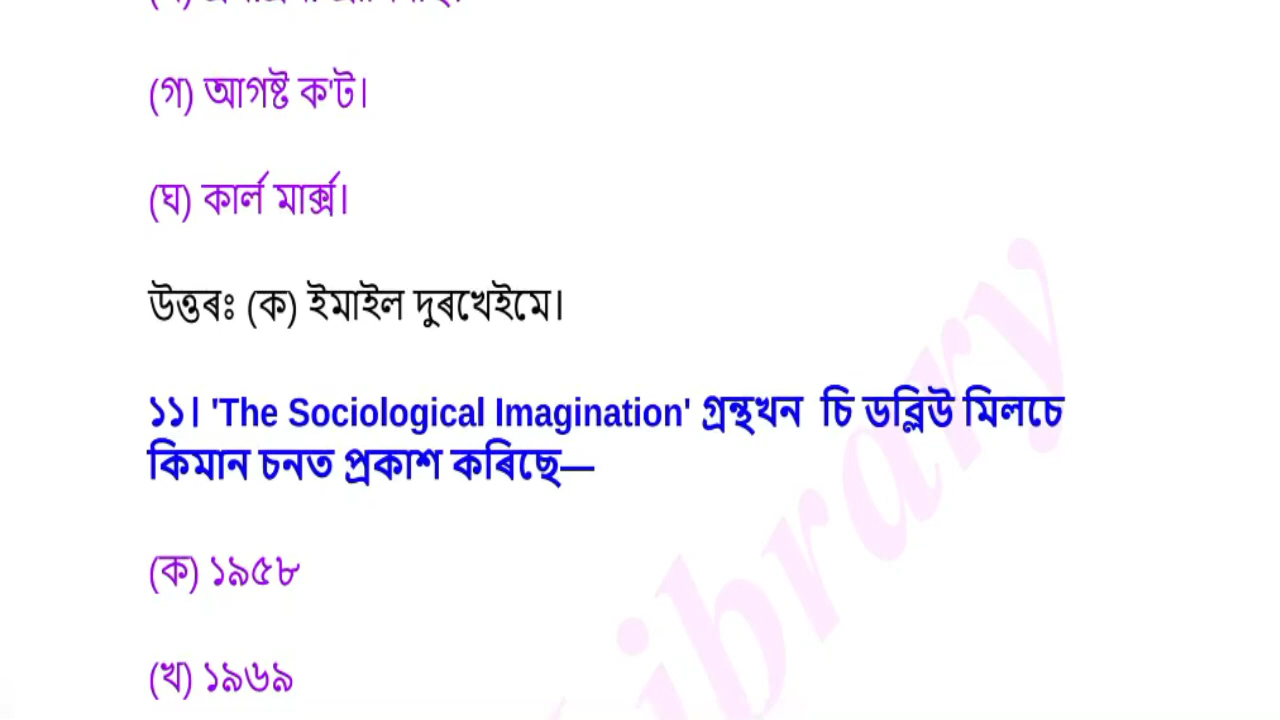 (গ) আগষ্ট ক'ট।
(ঘ) কাৰ্ল মাৰ্ক্স।
উত্তৰঃ (ক) ইমাইল দুৰখেইমে।
১১। 'The Sociological Imagination' গ্ৰন্থখন চি ডব্লিউ মিলচে
কিমান চনত প্ৰকাশ কৰিছে—
(ক) ১৯৫৮
(খ) ১৯৬৯
ibrary